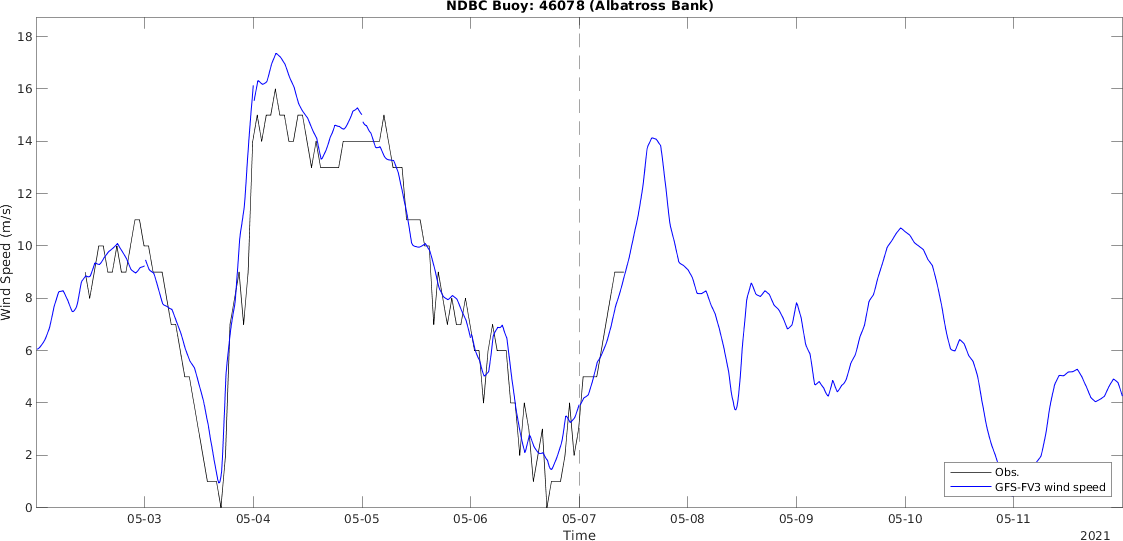 NDBC Buoy: 46078 (Albatross Bank)
18
16
14
12
10
8
6
4
2
0
Wind Speed (m/s)
Obs.
GFS-FV3 wind speed
05-03 05-04 05-05 05-06 05-07 05-08 05-09 05-10 05-11
Time
2021